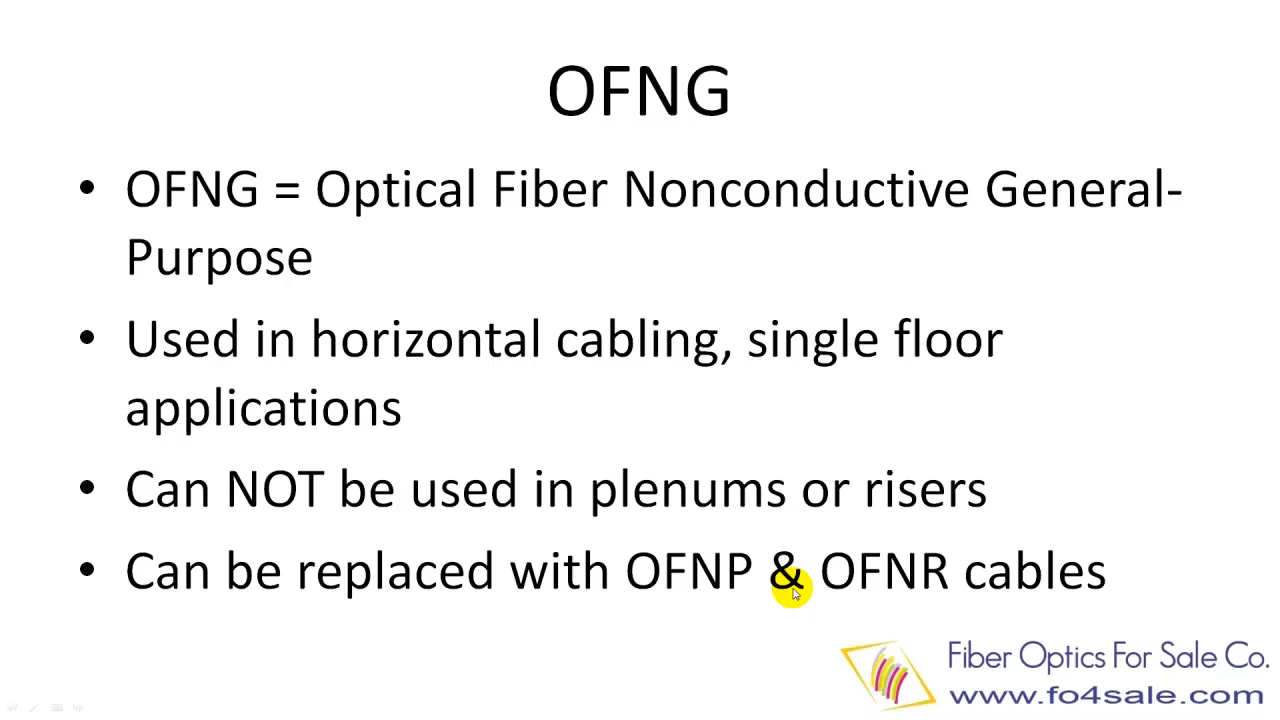 OFNG
• OFNG = Optical Fiber Nonconductive General-
Purpose
• Used in horizontal cabling, single floor
applications
• Can NOT be used in plenums or risers
• Can be replaced with OFNP & OFNR cables
Fiber Optics For Sale Co.
www.fo4sale.com